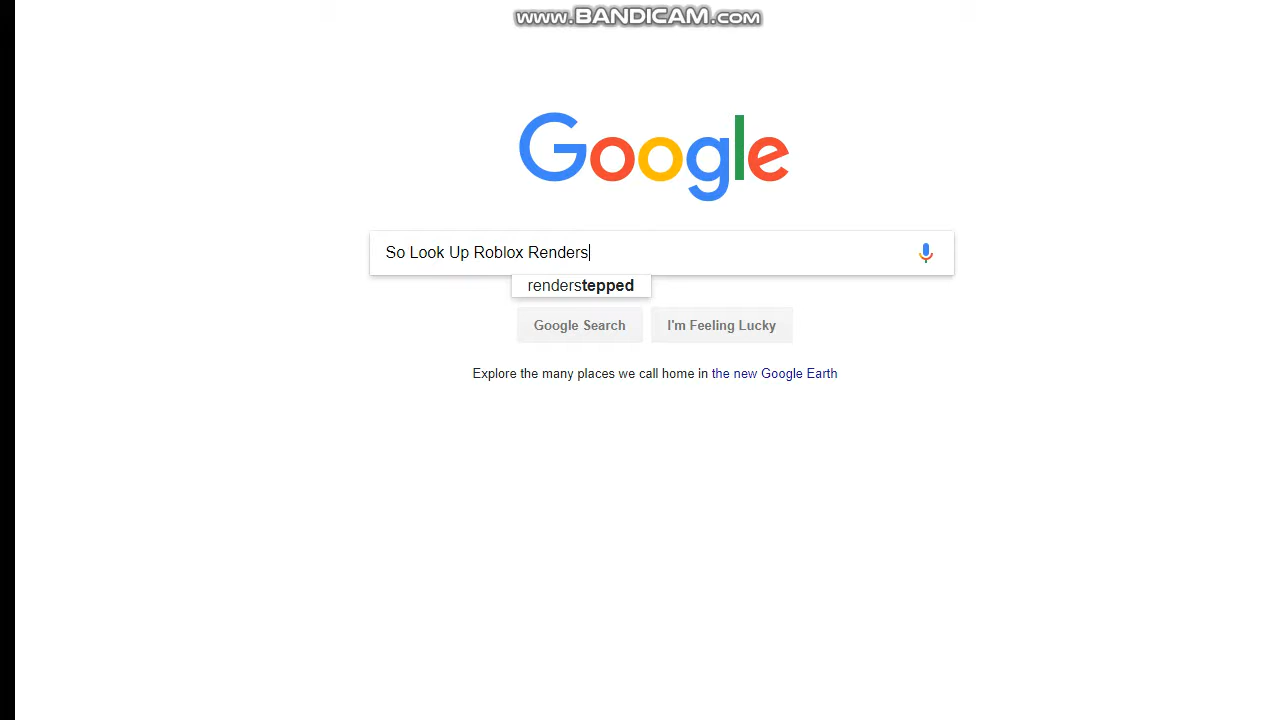 www.BANDICAM.com
Google
So Look Up Roblox Renders
renderstepped
Google Search I'm Feeling Lucky
Explore the many places we call home in the new Google Earth